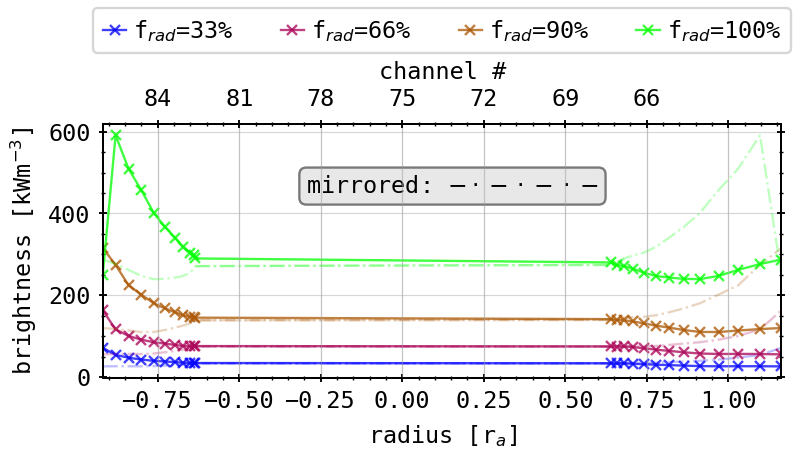 f_rad=33% f_rad=66% f_rad=90% f_rad=100%
channel #
84 81 78 75 72 69 66
600
400
200
0
brightness [kWm⁻³]
mirrored: — · — · — · —
−0.75 −0.50 −0.25 0.00 0.25 0.50 0.75 1.00
radius [r_a]